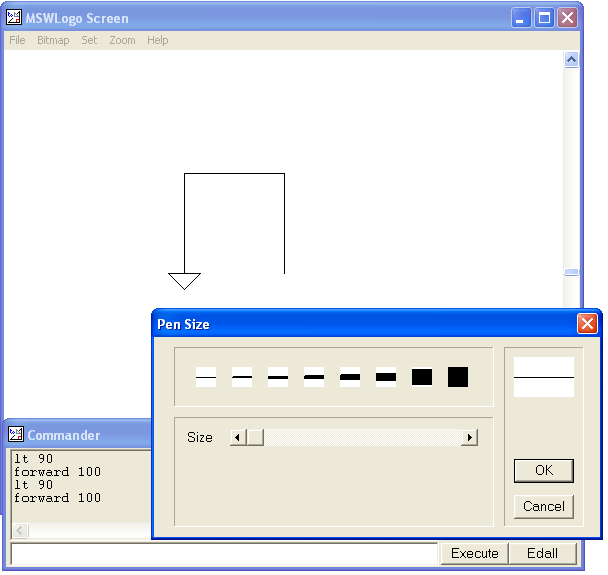 MSWLogo Screen
File Bitmap Set Zoom Help
Pen Size
Size
OK
Cancel
Commander
lt 90
forward 100
lt 90
forward 100
Execute Edall